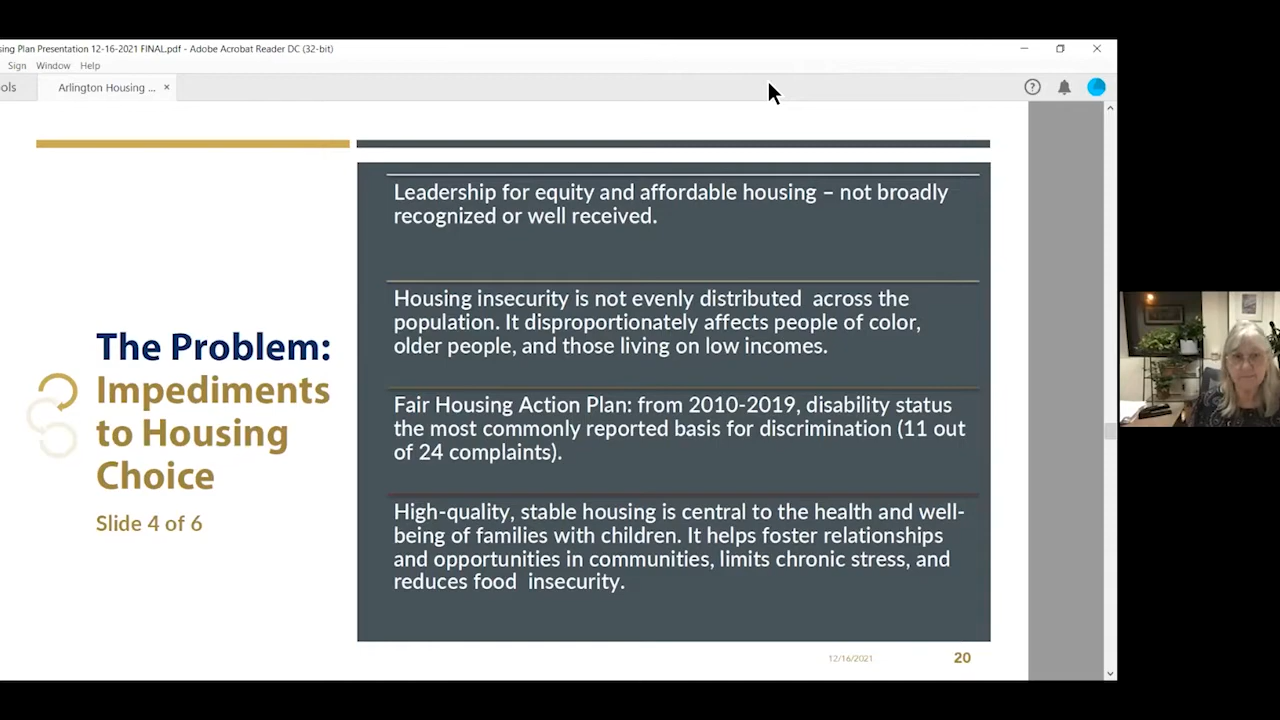 sing Plan Presentation 12-16-2021 FINAL.pdf - Adobe Acrobat Reader DC (32-bit)
Sign Window Help
ols
Arlington Housing ... ×
The Problem:
Impediments
to Housing
Choice
Slide 4 of 6
Leadership for equity and affordable housing – not broadly
recognized or well received.
Housing insecurity is not evenly distributed  across the
population. It disproportionately affects people of color,
older people, and those living on low incomes.
Fair Housing Action Plan: from 2010-2019, disability status
the most commonly reported basis for discrimination (11 out
of 24 complaints).
High-quality, stable housing is central to the health and well-
being of families with children. It helps foster relationships
and opportunities in communities, limits chronic stress, and
reduces food  insecurity.
12/16/2021
20